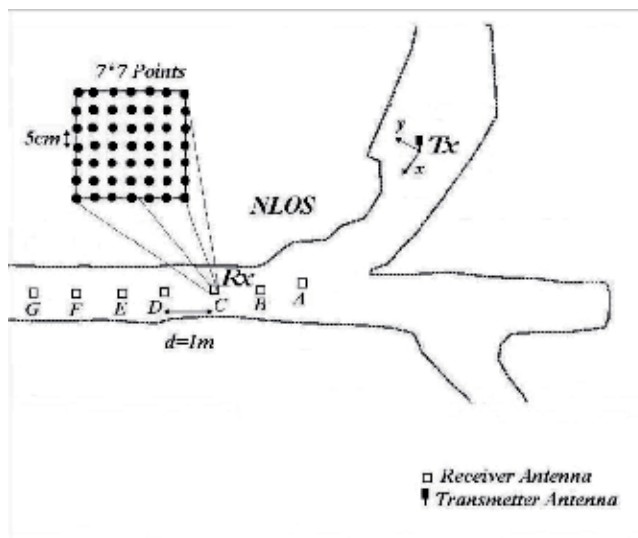 7*7 Points
5cm
y
Tx
x
NLOS
Rx
G F E D C B A
d=1m
Receiver Antenna
Transmetter Antenna